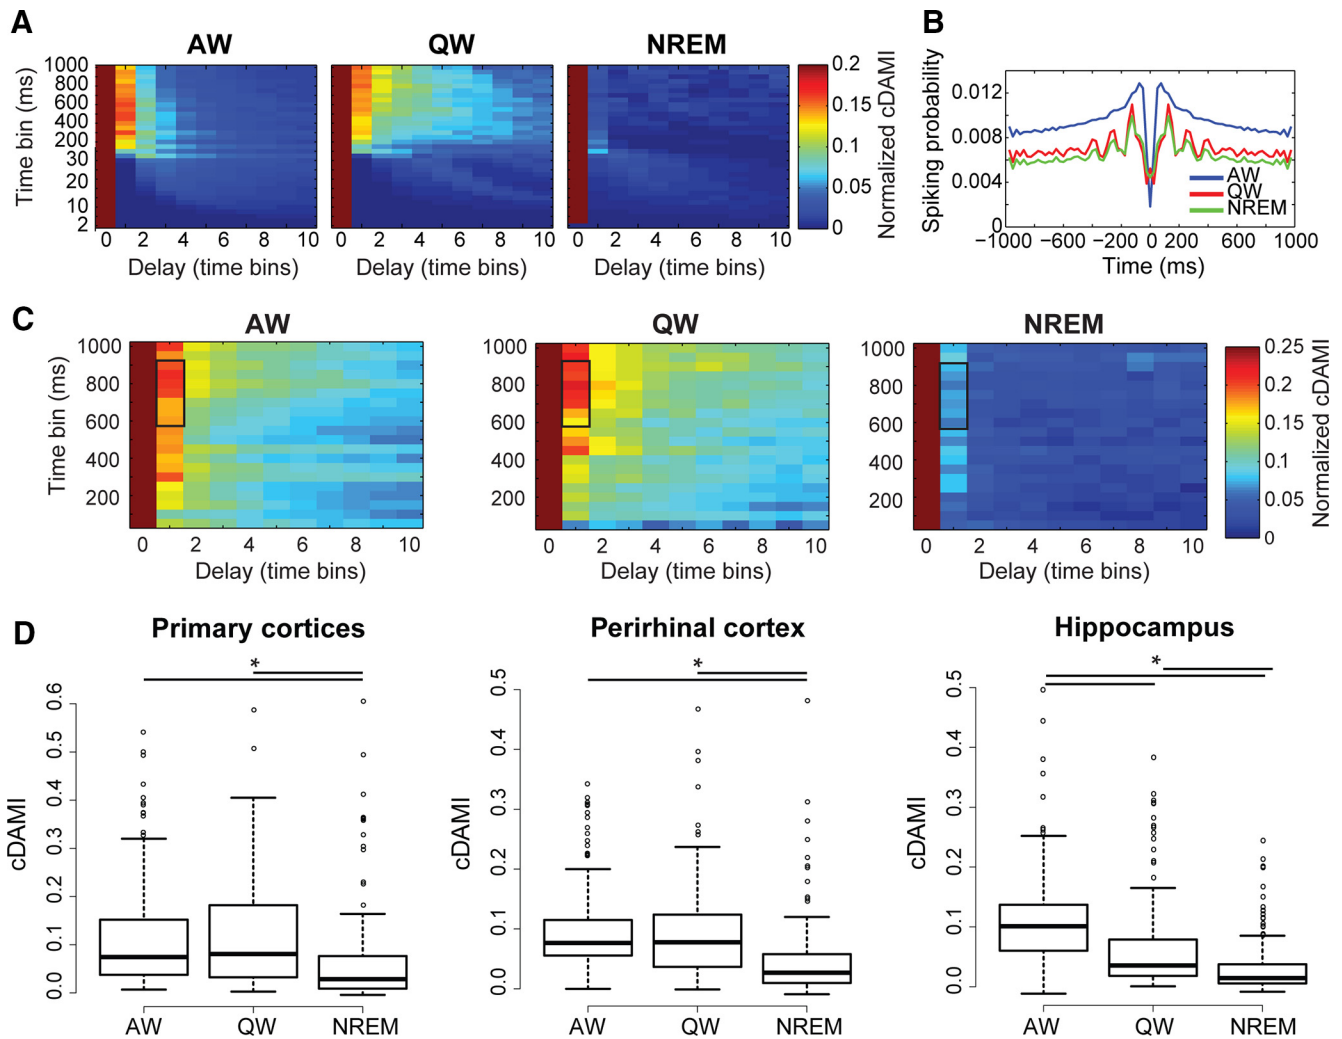 A
AW QW NREM
Time bin (ms)
1000
800
600
400
200
30
20
10
2
0 2 4 6 8 10
0 2 4 6 8 10
0 2 4 6 8 10
Delay (time bins) Delay (time bins) Delay (time bins)
0.2
0.15
0.1
0.05
0
Normalized cDAMI
B
Spiking probability
0.012
0.008
0.004
0
AW
QW
NREM
−1000 −600 −200 0 200 600 1000
Time (ms)
C
AW QW NREM
Time bin (ms)
1000
800
600
400
200
0 2 4 6 8 10
Delay (time bins)
1000
800
600
400
200
0 2 4 6 8 10
Delay (time bins)
1000
800
600
400
200
0 2 4 6 8 10
Delay (time bins)
0.25
0.2
0.15
0.1
0.05
0
Normalized cDAMI
D
Primary cortices
*
cDAMI
0.6
0.5
0.4
0.3
0.2
0.1
0.0
AW QW NREM
Perirhinal cortex
*
cDAMI
0.5
0.4
0.3
0.2
0.1
0.0
AW QW NREM
Hippocampus
*
cDAMI
0.5
0.4
0.3
0.2
0.1
0.0
AW QW NREM